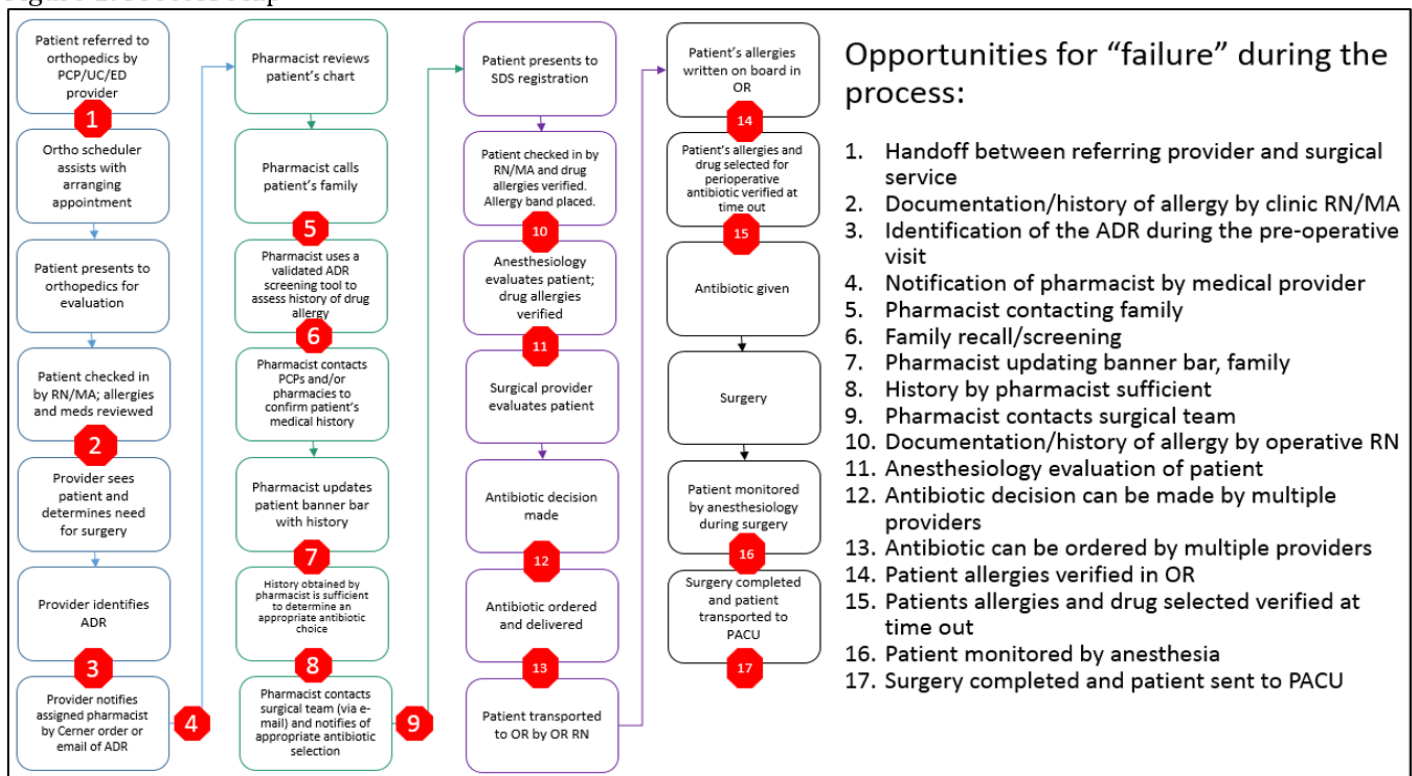 Patient referred to
orthopedics by
PCP/UC/ED
provider
1
Ortho scheduler
assists with
arranging
appointment
Patient presents to
orthopedics for
evaluation
Patient checked in
by RN/MA; allergies
and meds reviewed
2
Provider sees
patient and
determines need
for surgery
Provider identifies
ADR
3
Provider notifies
assigned pharmacist
by Cerner order or
email of ADR
4
Pharmacist reviews
patient's chart
Pharmacist calls
patient's family
5
Pharmacist uses a
validated ADR
screening tool to
assess history of drug
allergy
6
Pharmacist contacts
PCPs and/or
pharmacies to
confirm patient's
medical history
Pharmacist updates
patient banner bar
with history
7
History obtained by
pharmacist is sufficient
to determine an
appropriate antibiotic
choice
8
Pharmacist contacts
surgical team (via e-
mail) and notifies of
appropriate antibiotic
selection
9
Patient presents to
SDS registration
Patient checked in by
RN/MA and drug
allergies verified.
Allergy band placed.
10
Anesthesiology
evaluates patient;
drug allergies
verified
11
Surgical provider
evaluates patient
Antibiotic decision
made
12
Antibiotic ordered
and delivered
13
Patient transported
to OR by OR RN
Patient's allergies
written on board in
OR
14
Patient's allergies and
drug selected for
perioperative
antibiotic verified at
time out
15
Antibiotic given
Surgery
Patient monitored
by anesthesiology
during surgery
16
Surgery completed
and patient
transported to
PACU
17
Opportunities for "failure" during the
process:
1. Handoff between referring provider and surgical
service
2. Documentation/history of allergy by clinic RN/MA
3. Identification of the ADR during the pre-operative
visit
4. Notification of pharmacist by medical provider
5. Pharmacist contacting family
6. Family recall/screening
7. Pharmacist updating banner bar, family
8. History by pharmacist sufficient
9. Pharmacist contacts surgical team
10. Documentation/history of allergy by operative RN
11. Anesthesiology evaluation of patient
12. Antibiotic decision can be made by multiple
providers
13. Antibiotic can be ordered by multiple providers
14. Patient allergies verified in OR
15. Patients allergies and drug selected verified at
time out
16. Patient monitored by anesthesia
17. Surgery completed and patient sent to PACU